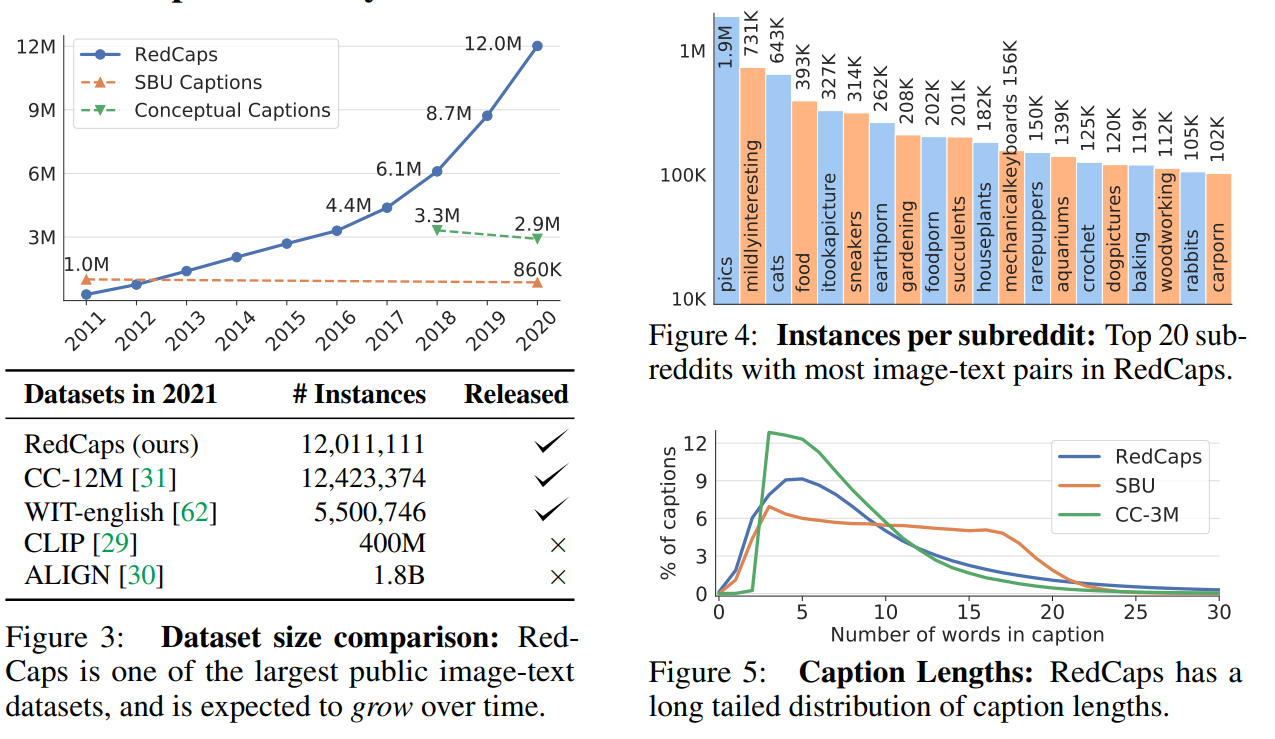 12M
9M
6M
3M
RedCaps
SBU Captions
Conceptual Captions
12.0M
8.7M
6.1M
4.4M
3.3M
2.9M
1.0M
860K
2011 2012 2013 2014 2015 2016 2017 2018 2019 2020
Datasets in 2021 # Instances Released
RedCaps (ours) 12,011,111 ✓
CC-12M [31] 12,423,374 ✓
WIT-english [62] 5,500,746 ✓
CLIP [29] 400M ×
ALIGN [30] 1.8B ×
Figure 3: Dataset size comparison: Red-
Caps is one of the largest public image-text
datasets, and is expected to grow over time.
1M
100K
10K
pics 1.9M
mildlyinteresting 731K
cats 643K
food 393K
itookapicture 327K
sneakers 314K
earthporn 262K
gardening 208K
foodporn 202K
succulents 201K
houseplants 182K
mechanicalkeyboards 156K
rarepuppers 150K
aquariums 139K
crochet 125K
dogpictures 120K
baking 119K
woodworking 112K
rabbits 105K
carporn 102K
Figure 4: Instances per subreddit: Top 20 sub-
reddits with most image-text pairs in RedCaps.
% of captions
12
9
6
3
0
RedCaps
SBU
CC-3M
0 5 10 15 20 25 30
Number of words in caption
Figure 5: Caption Lengths: RedCaps has a
long tailed distribution of caption lengths.